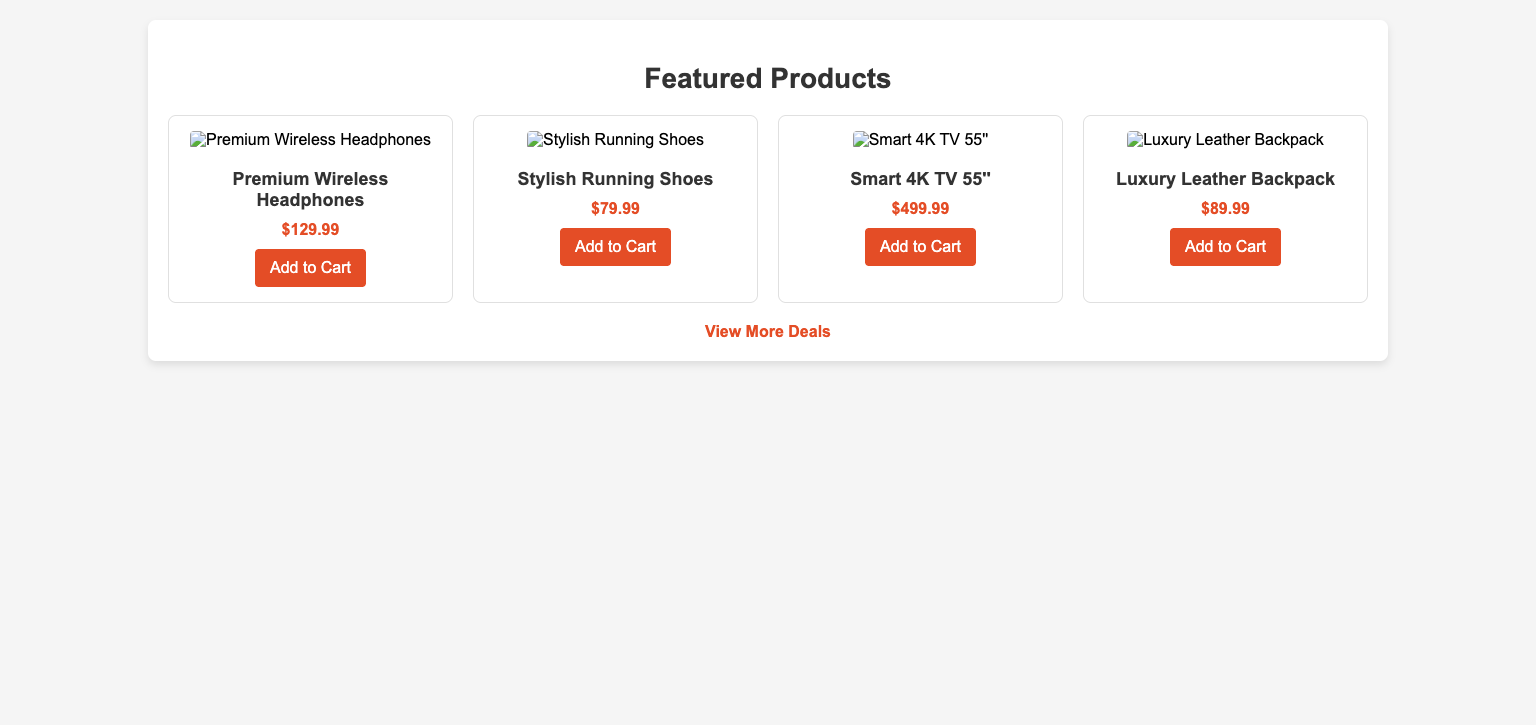 Featured Products
Premium Wireless Headphones
Premium Wireless
Headphones
$129.99
Add to Cart
Stylish Running Shoes
Stylish Running Shoes
$79.99
Add to Cart
Smart 4K TV 55"
Smart 4K TV 55"
$499.99
Add to Cart
Luxury Leather Backpack
Luxury Leather Backpack
$89.99
Add to Cart
View More Deals